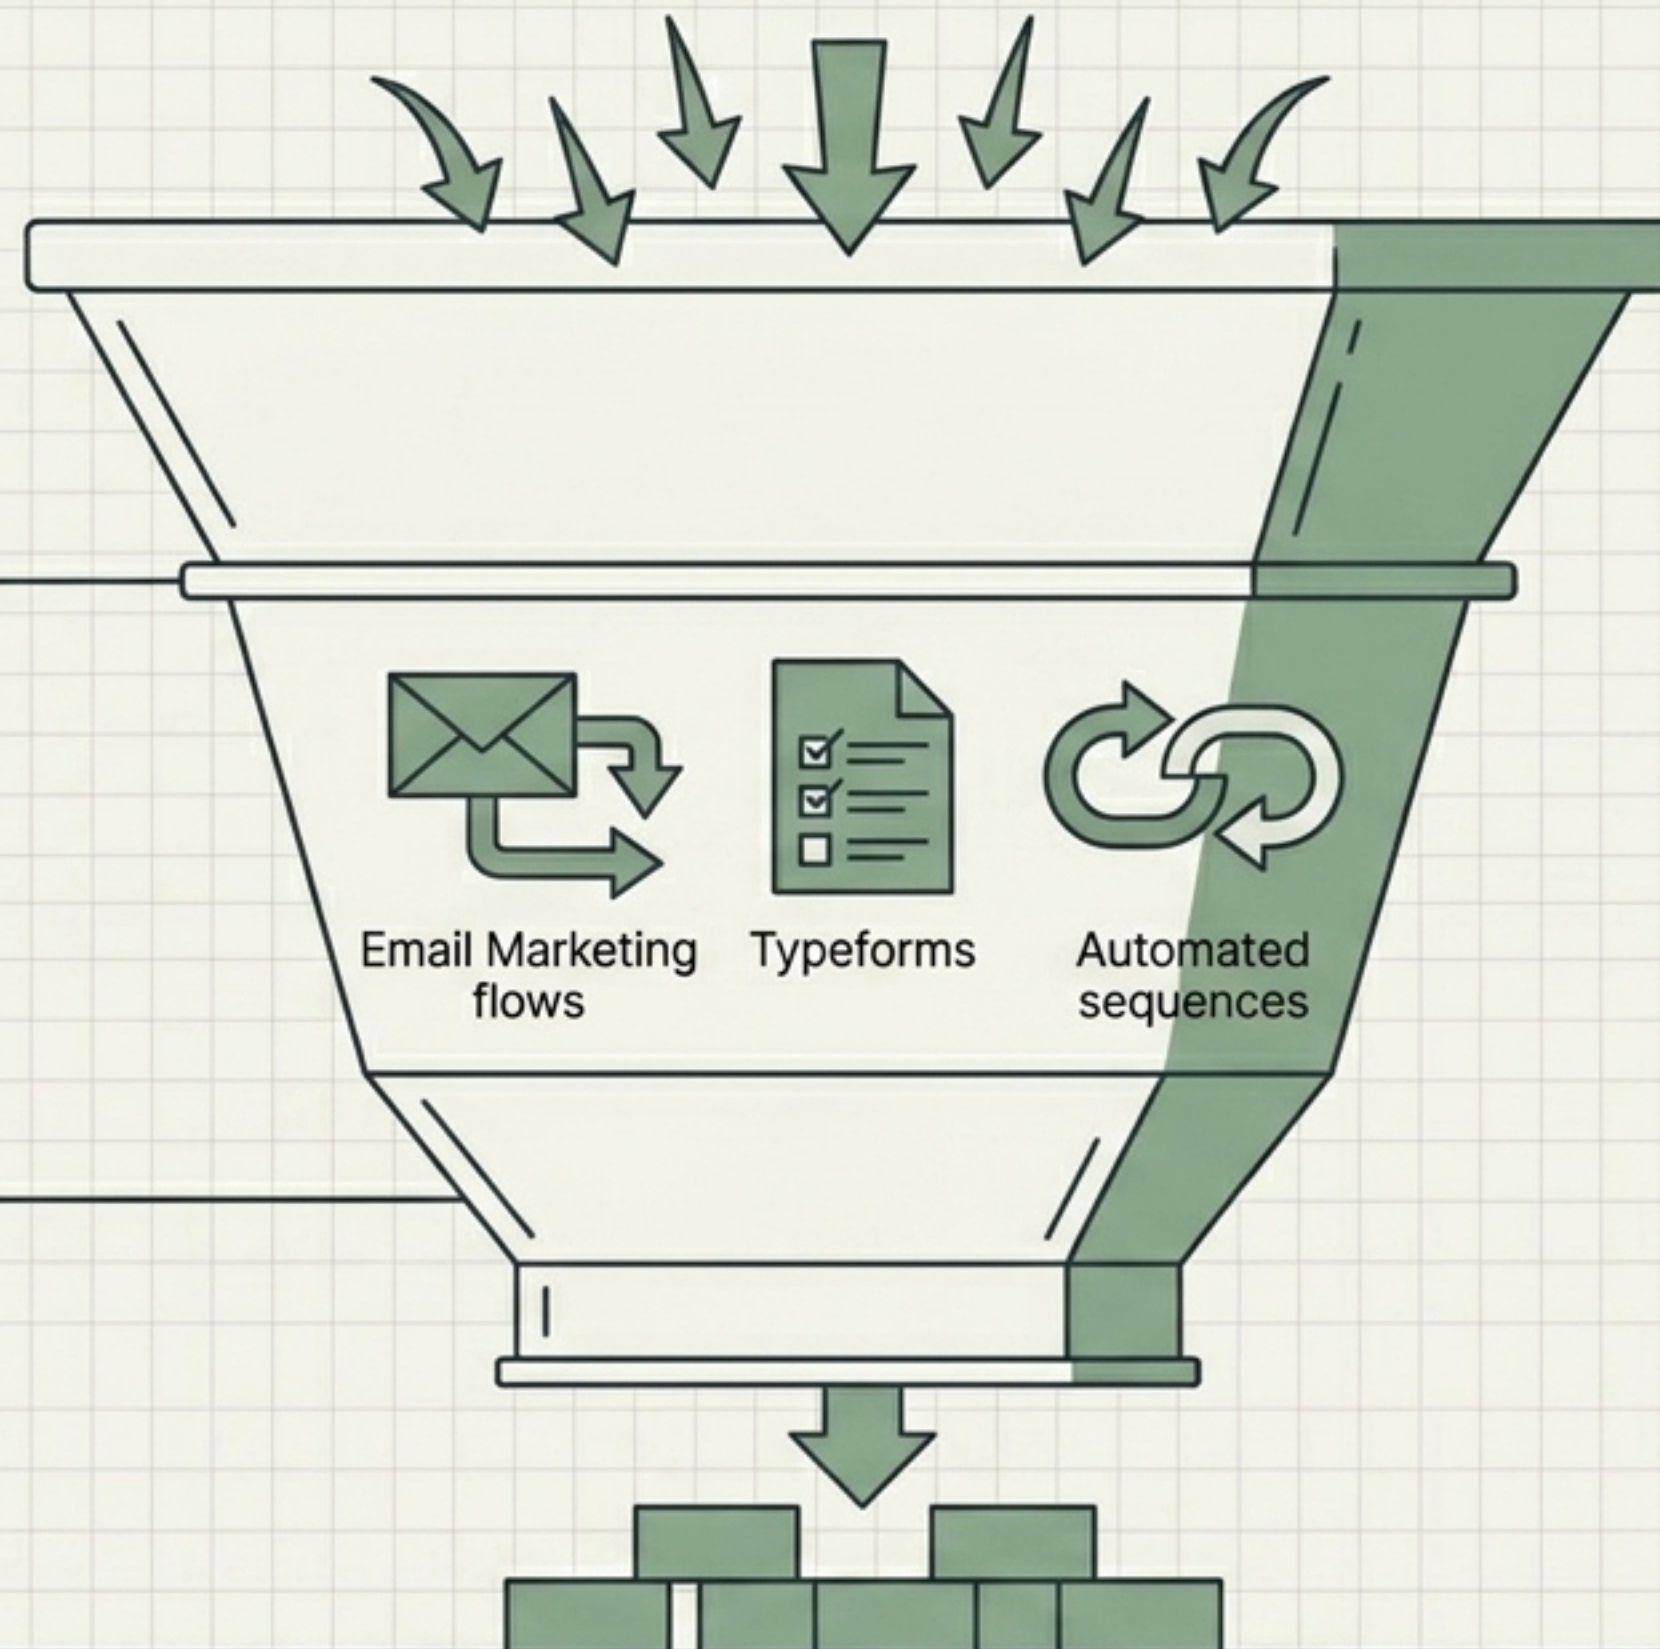 Email Marketing
flows
Typeforms
Automated
sequences